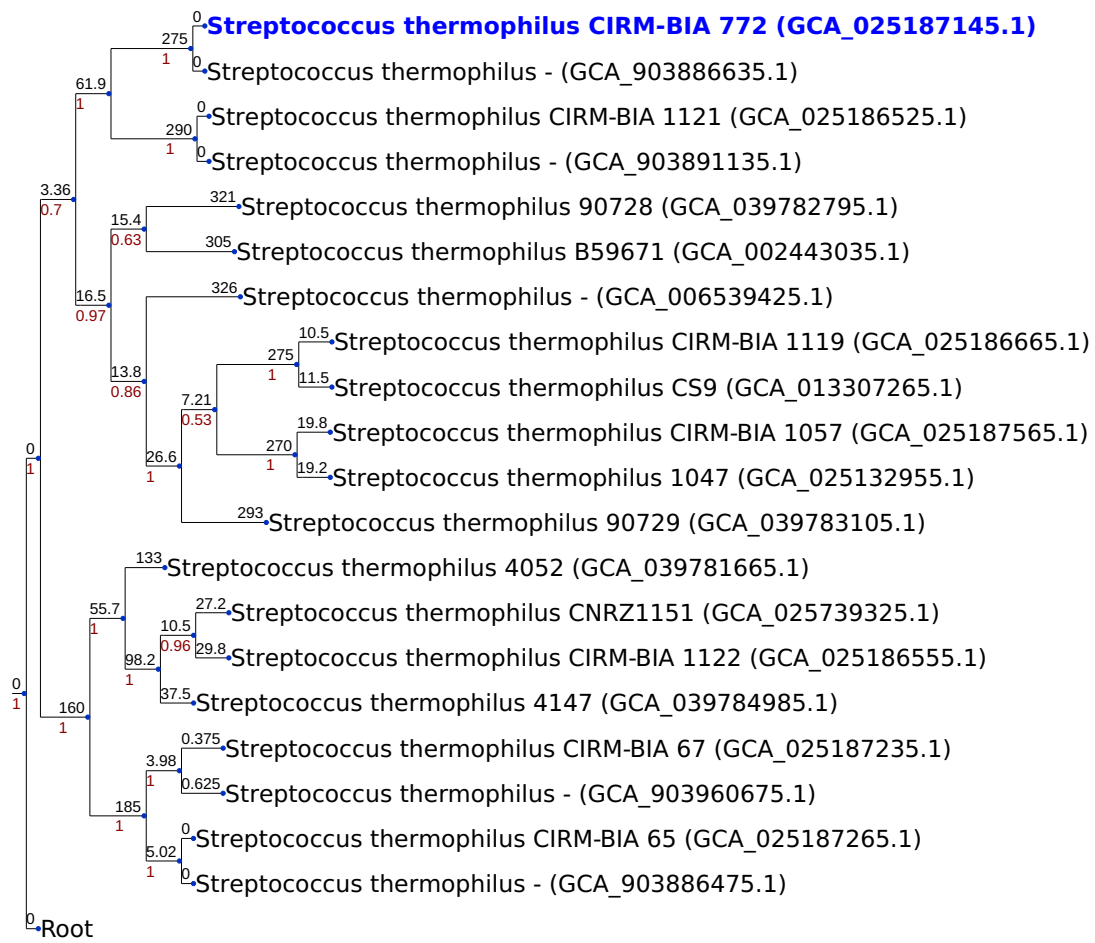 0
Streptococcus thermophilus CIRM-BIA 772 (GCA_025187145.1)
275
1
0
Streptococcus thermophilus - (GCA_903886635.1)
61.9
1
0
Streptococcus thermophilus CIRM-BIA 1121 (GCA_025186525.1)
290
1
0
Streptococcus thermophilus - (GCA_903891135.1)
3.36
0.7
321
Streptococcus thermophilus 90728 (GCA_039782795.1)
15.4
0.63
305
Streptococcus thermophilus B59671 (GCA_002443035.1)
16.5
0.97
326
Streptococcus thermophilus - (GCA_006539425.1)
10.5
Streptococcus thermophilus CIRM-BIA 1119 (GCA_025186665.1)
275
1
13.8
0.86
11.5
Streptococcus thermophilus CS9 (GCA_013307265.1)
7.21
0.53
19.8
Streptococcus thermophilus CIRM-BIA 1057 (GCA_025187565.1)
270
1
0
1
26.6
1
19.2
Streptococcus thermophilus 1047 (GCA_025132955.1)
293
Streptococcus thermophilus 90729 (GCA_039783105.1)
133
Streptococcus thermophilus 4052 (GCA_039781665.1)
55.7
1
27.2
Streptococcus thermophilus CNRZ1151 (GCA_025739325.1)
10.5
0.96
29.8
Streptococcus thermophilus CIRM-BIA 1122 (GCA_025186555.1)
98.2
1
0
1
37.5
Streptococcus thermophilus 4147 (GCA_039784985.1)
160
1
0.375
Streptococcus thermophilus CIRM-BIA 67 (GCA_025187235.1)
3.98
1
0.625
Streptococcus thermophilus - (GCA_903960675.1)
185
1
0
Streptococcus thermophilus CIRM-BIA 65 (GCA_025187265.1)
5.02
1
0
Streptococcus thermophilus - (GCA_903886475.1)
0
Root